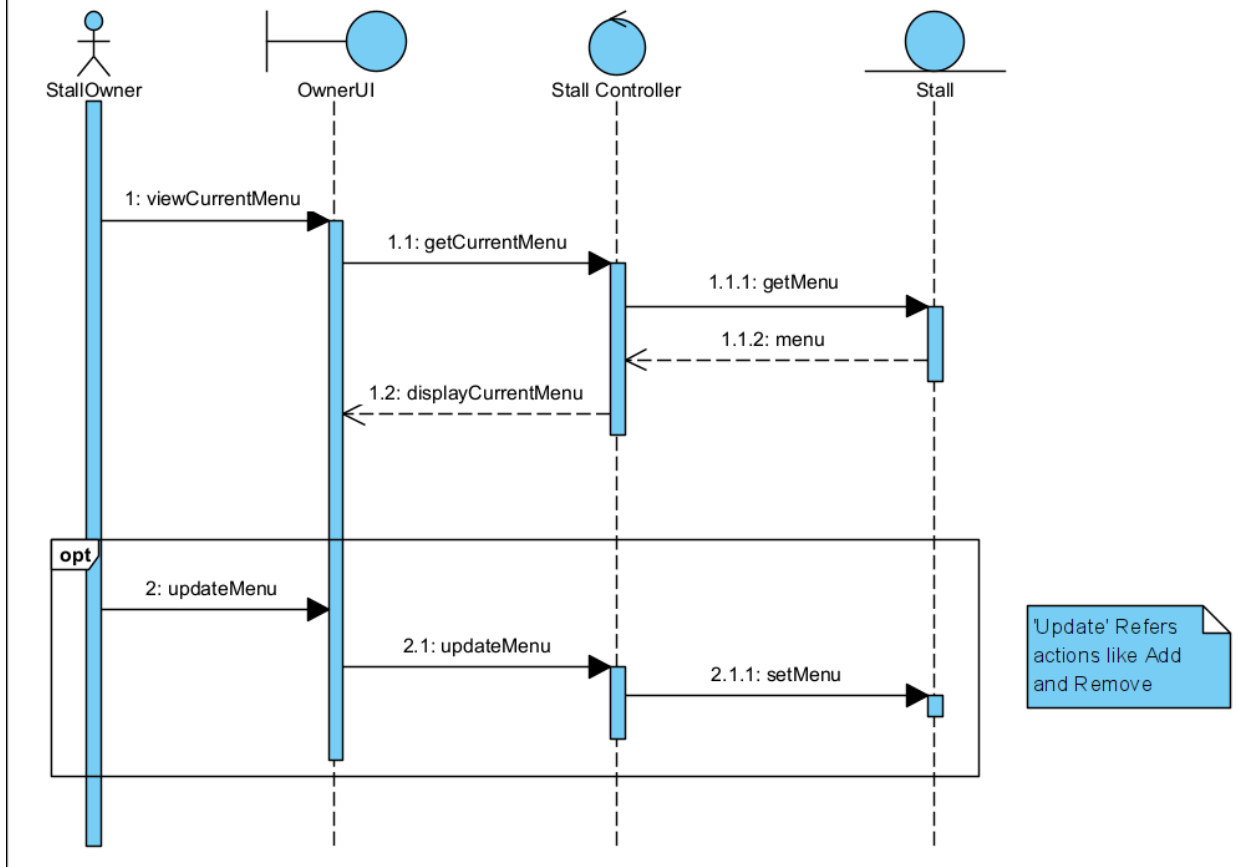 StallOwner
OwnerUI
Stall Controller
Stall
1: viewCurrentMenu
1.1: getCurrentMenu
1.1.1: getMenu
1.1.2: menu
1.2: displayCurrentMenu
opt
2: updateMenu
2.1: updateMenu
2.1.1: setMenu
'Update' Refers
actions like Add
and Remove